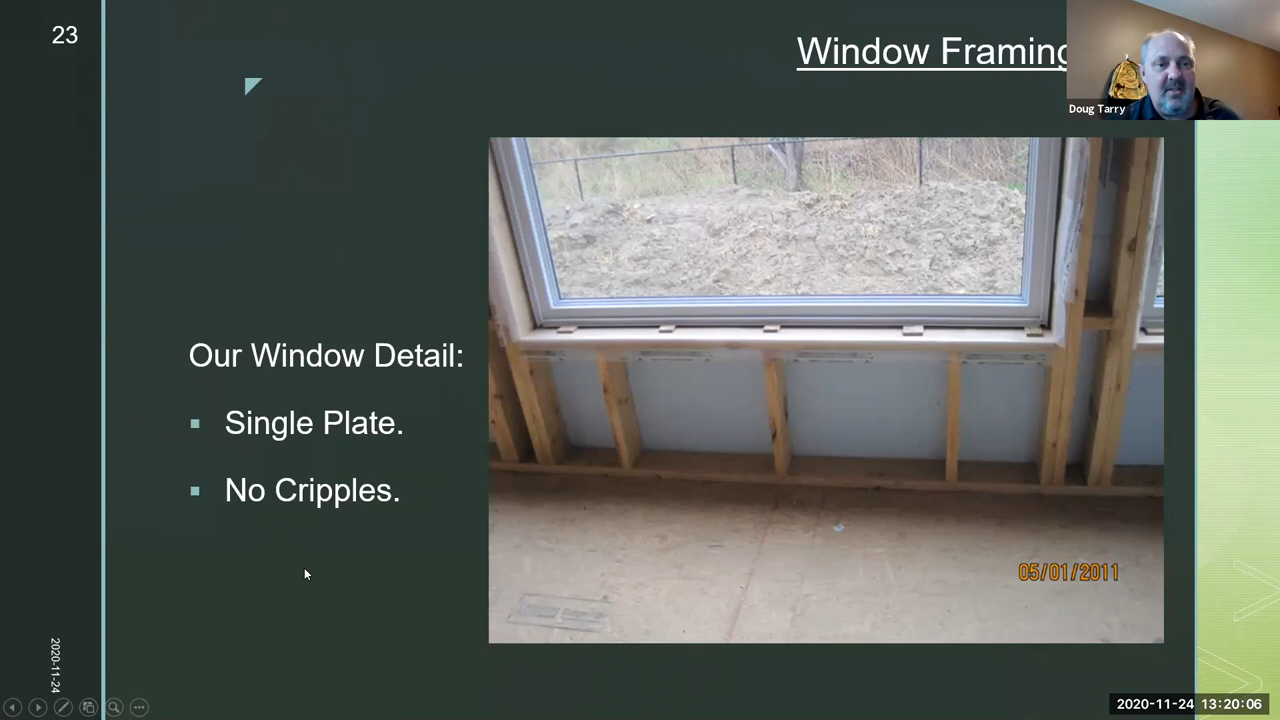 23
Window Framing
Doug Tarry
Our Window Detail:
Single Plate.
No Cripples.
05/01/2011
2020-11-24
2020-11-24 13:20:06